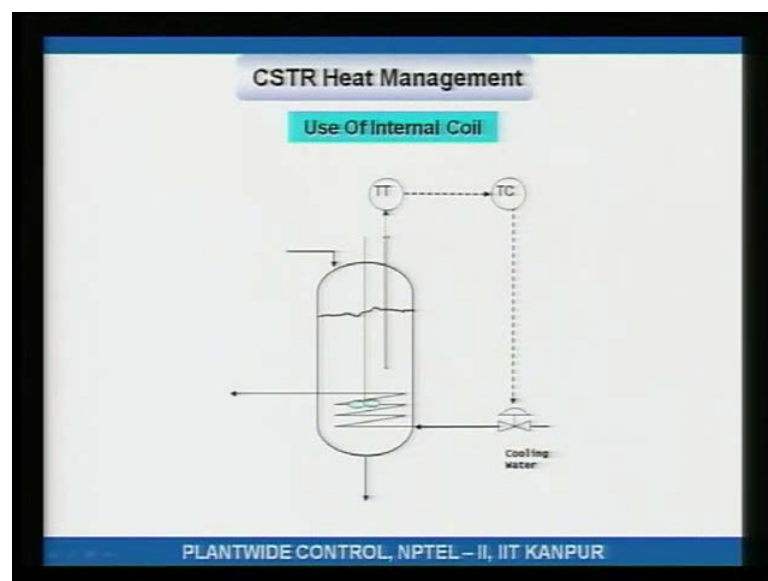 CSTR Heat Management
Use Of Internal Coil
TT TC
Cooling
Water
PLANTWIDE CONTROL, NPTEL – II, IIT KANPUR